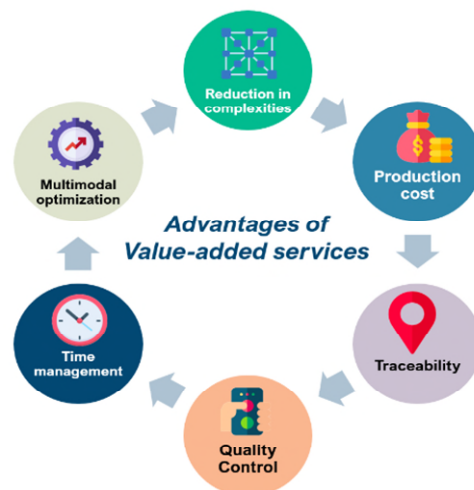 Reduction in
complexities
Production
cost
Traceability
Quality
Control
Time
management
Multimodal
optimization
Advantages of
Value-added services